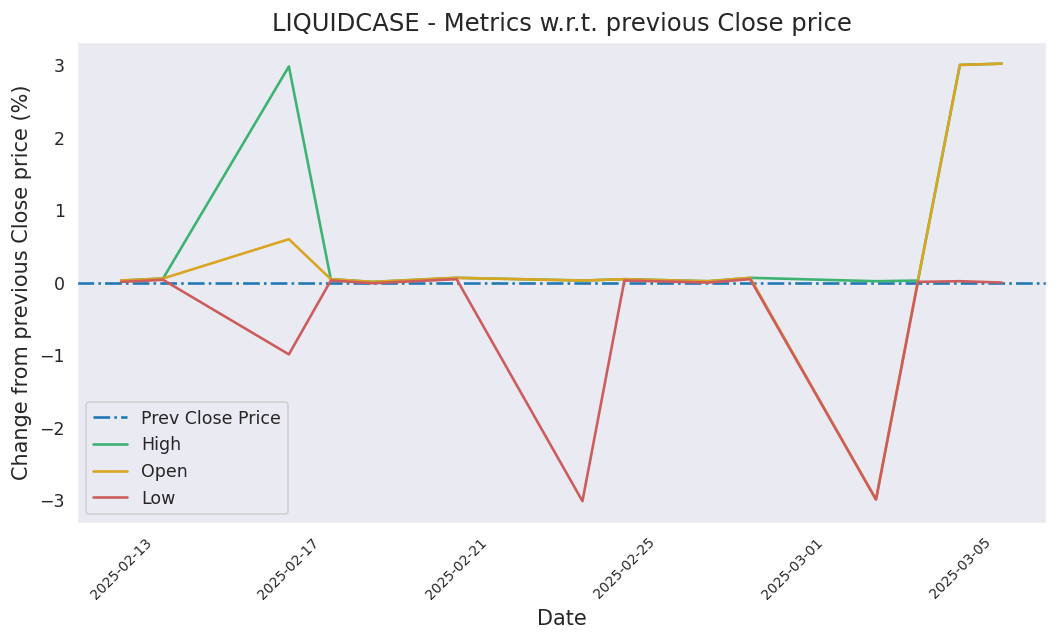 LIQUIDCASE - Metrics w.r.t. previous Close price
Change from previous Close price (%)
3
2
1
0
−1
−2
−3
Prev Close Price
High
Open
Low
2025-02-13
2025-02-17
2025-02-21
2025-02-25
2025-03-01
2025-03-05
Date